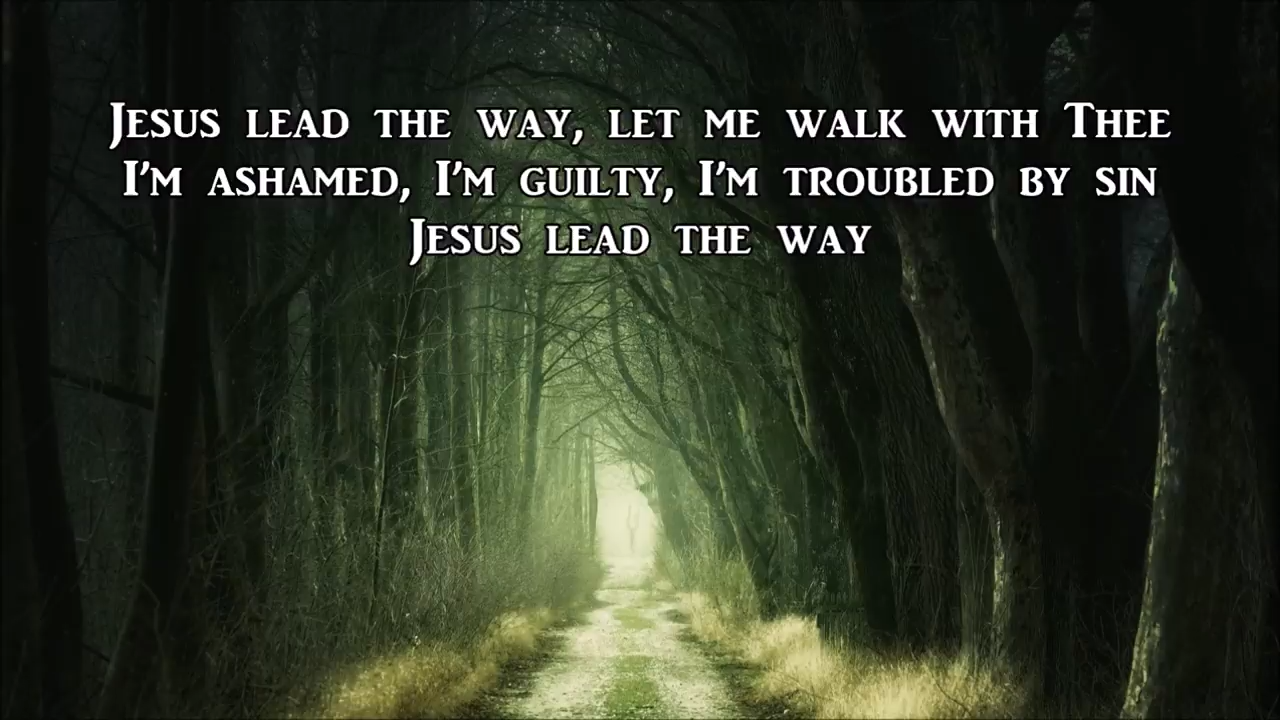 Jesus lead the way, let me walk with Thee
I'm ashamed, I'm guilty, I'm troubled by sin
Jesus lead the way